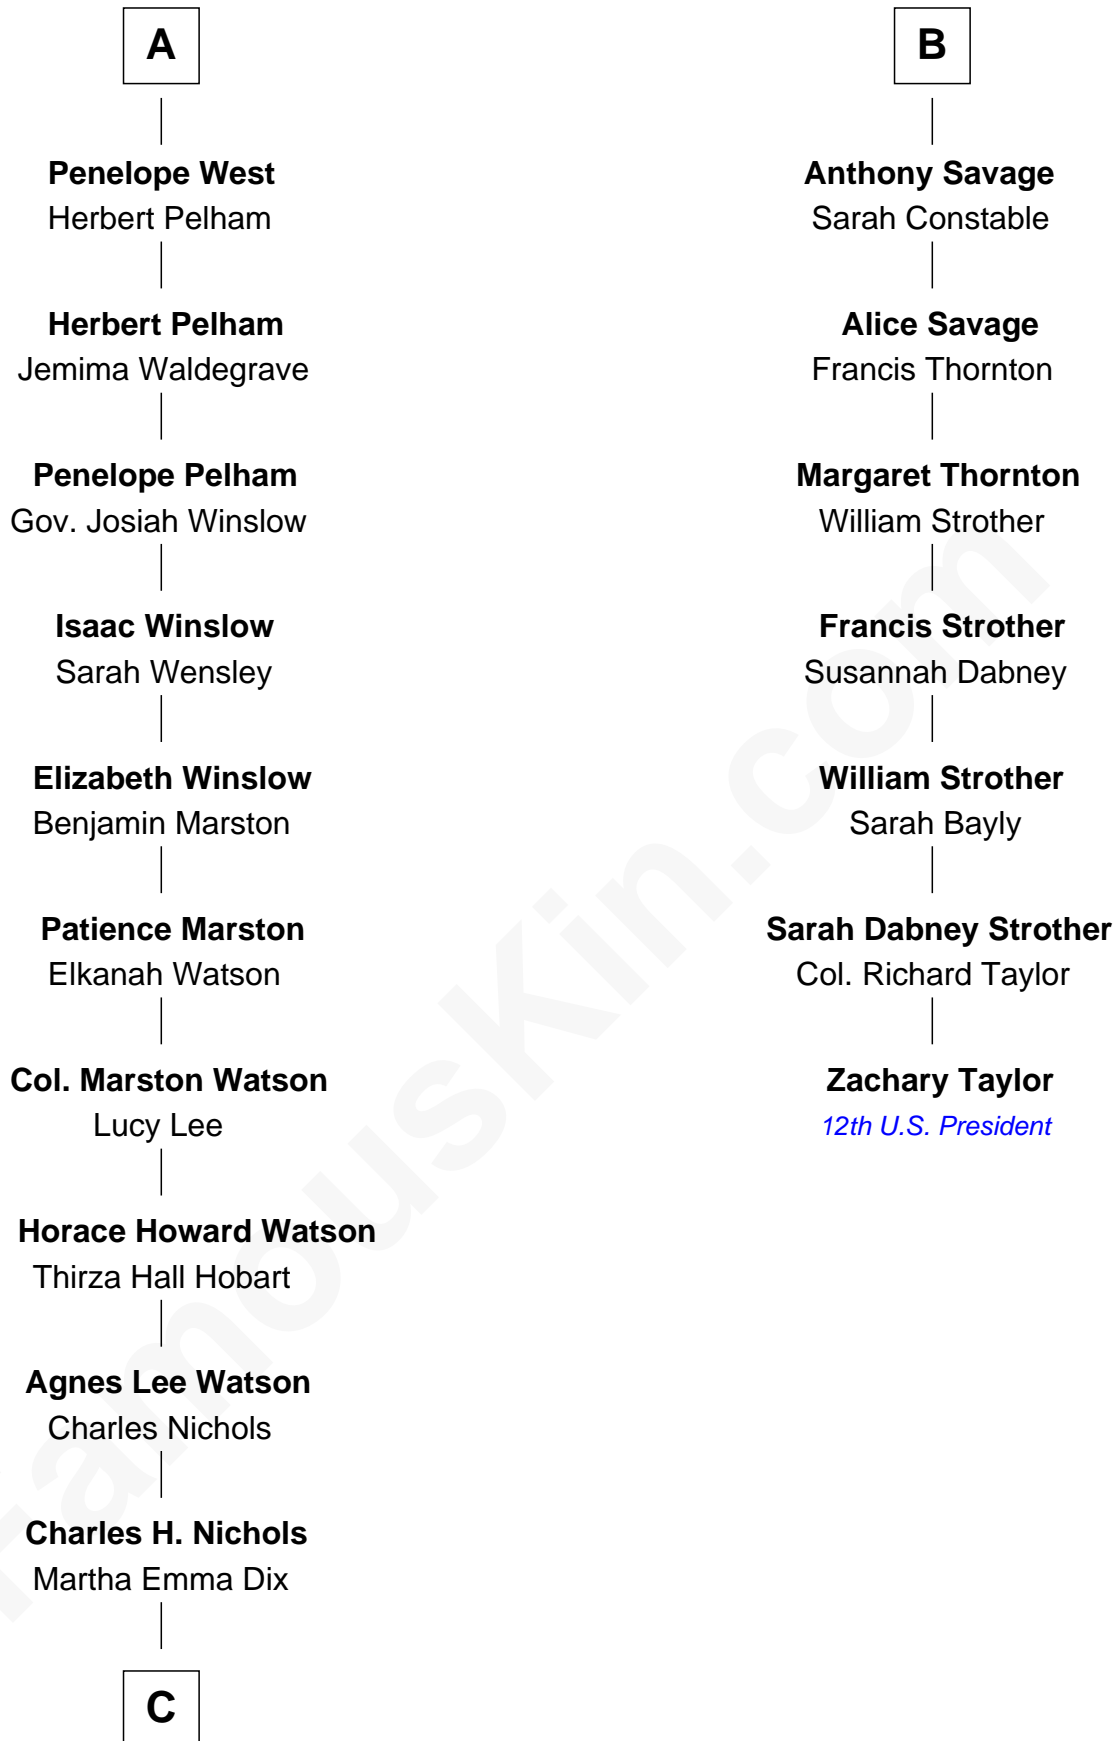 A
Penelope West
Herbert Pelham
Herbert Pelham
Jemima Waldegrave
Penelope Pelham
Gov. Josiah Winslow
Isaac Winslow
Sarah Wensley
Elizabeth Winslow
Benjamin Marston
Patience Marston
Elkanah Watson
Col. Marston Watson
Lucy Lee
Horace Howard Watson
Thirza Hall Hobart
Agnes Lee Watson
Charles Nichols
Charles H. Nichols
Martha Emma Dix
C
B
Anthony Savage
Sarah Constable
Alice Savage
Francis Thornton
Margaret Thornton
William Strother
Francis Strother
Susannah Dabney
William Strother
Sarah Bayly
Sarah Dabney Strother
Col. Richard Taylor
Zachary Taylor
12th U.S. President
FamousKin.com